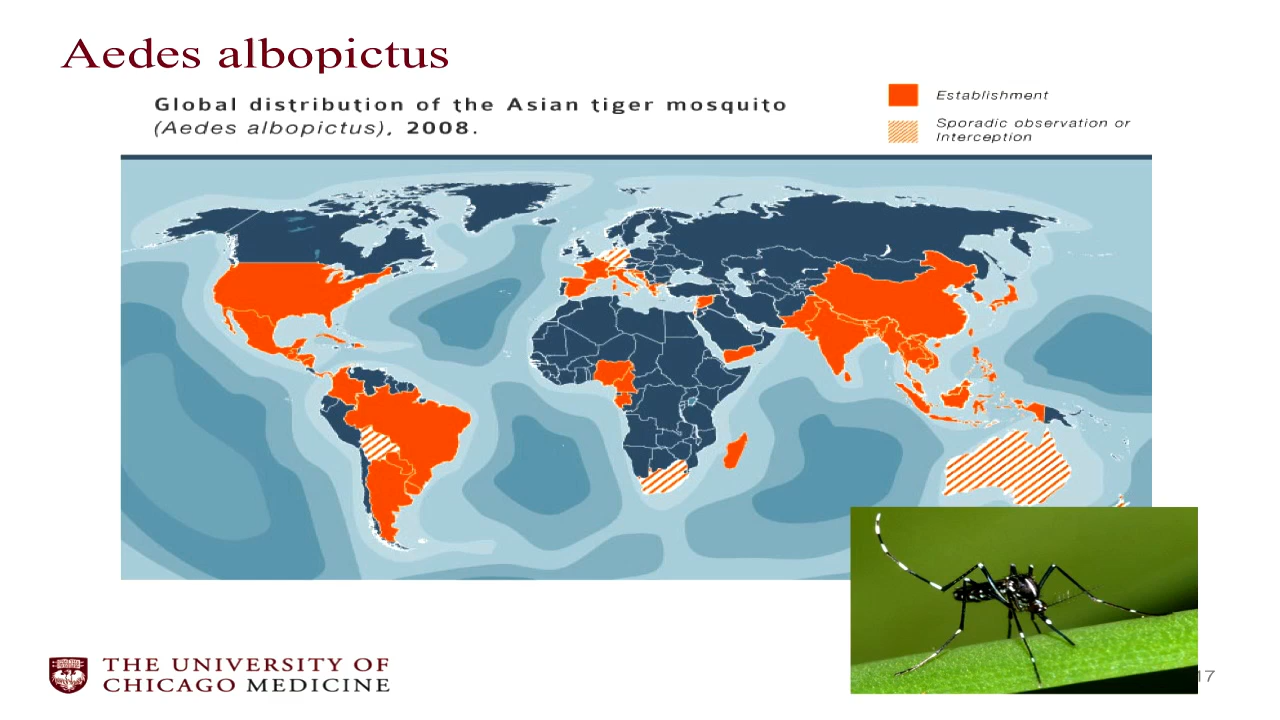 Aedes albopictus
Global distribution of the Asian tiger mosquito
(Aedes albopictus), 2008.
Establishment
Sporadic observation or
Interception
THE UNIVERSITY OF
CHICAGO MEDICINE
17